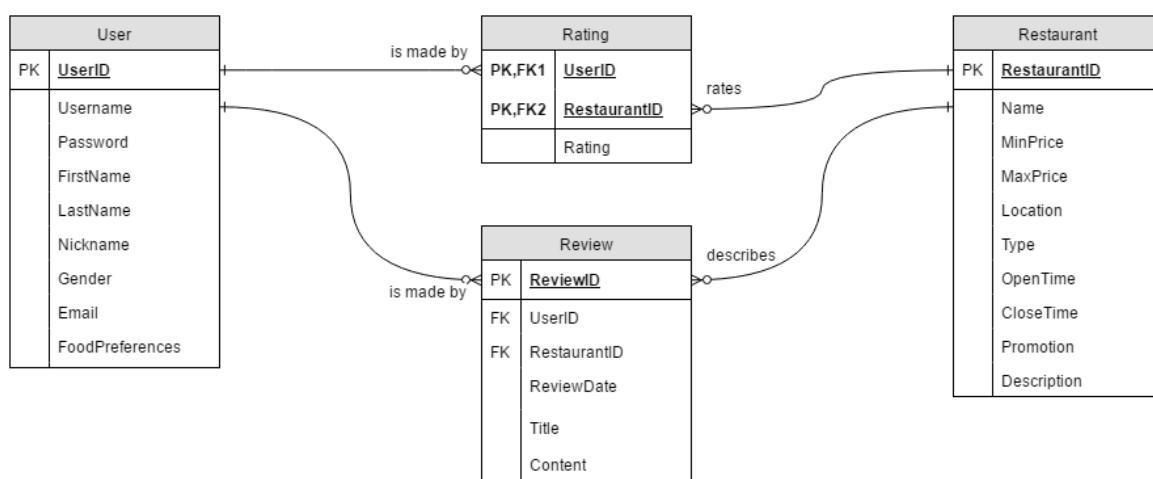 User
PK UserID
Username
Password
FirstName
LastName
Nickname
Gender
Email
FoodPreferences
is made by
Rating
PK,FK1 UserID
PK,FK2 RestaurantID
Rating
rates
Restaurant
PK RestaurantID
Name
MinPrice
MaxPrice
Location
Type
OpenTime
CloseTime
Promotion
Description
is made by
Review
PK ReviewID
FK UserID
FK RestaurantID
ReviewDate
Title
Content
describes